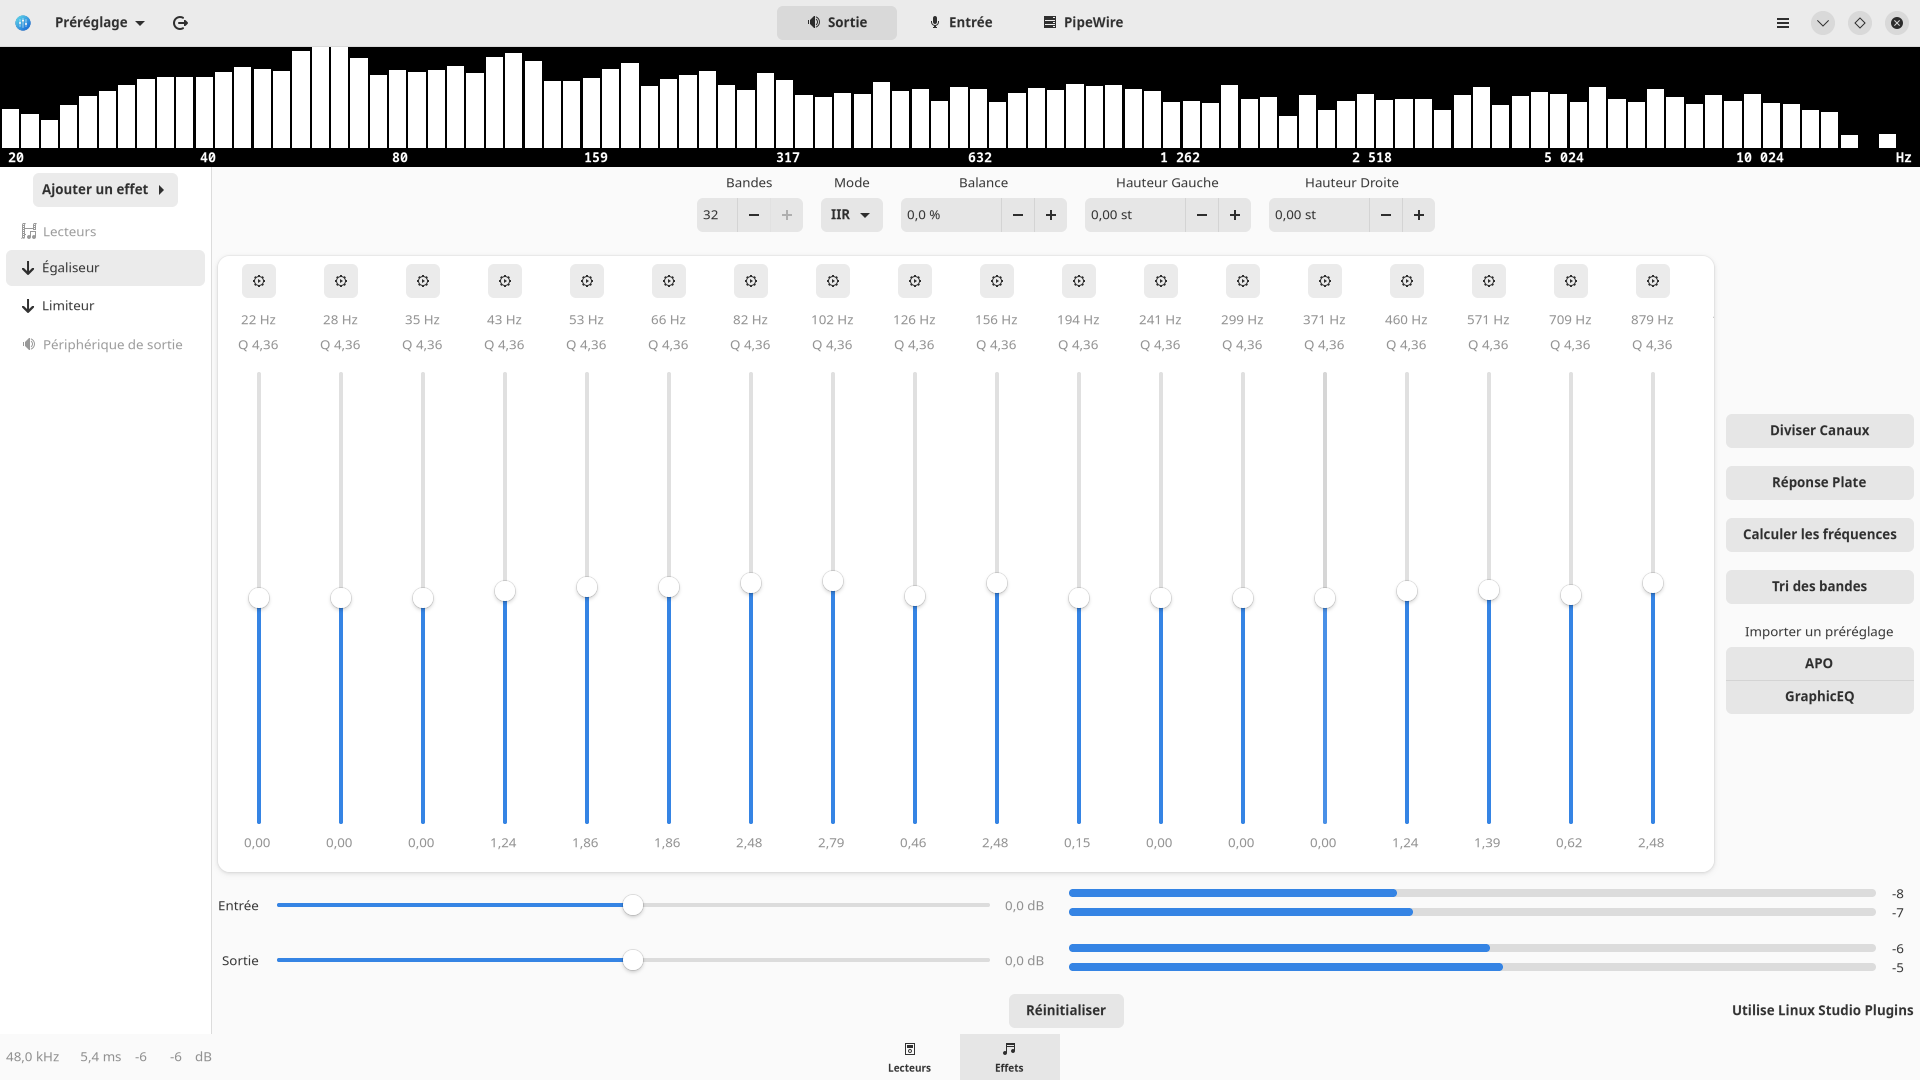 Préréglage Sortie Entrée PipeWire
20 40 80 159 317 632 1 262 2 518 5 024 10 024 Hz
Ajouter un effet
Lecteurs
Égaliseur
Limiteur
Périphérique de sortie
Bandes Mode Balance Hauteur Gauche Hauteur Droite
32 IIR 0,0 % 0,00 st 0,00 st
22 Hz 28 Hz 35 Hz 43 Hz 53 Hz 66 Hz 82 Hz 102 Hz 126 Hz 156 Hz 194 Hz 241 Hz 299 Hz 371 Hz 460 Hz 571 Hz 709 Hz 879 Hz
Q 4,36 Q 4,36 Q 4,36 Q 4,36 Q 4,36 Q 4,36 Q 4,36 Q 4,36 Q 4,36 Q 4,36 Q 4,36 Q 4,36 Q 4,36 Q 4,36 Q 4,36 Q 4,36 Q 4,36 Q 4,36
0,00 0,00 0,00 1,24 1,86 1,86 2,48 2,79 0,46 2,48 0,15 0,00 0,00 0,00 1,24 1,39 0,62 2,48
Diviser Canaux
Réponse Plate
Calculer les fréquences
Tri des bandes
Importer un préréglage
APO
GraphicEQ
Entrée 0,0 dB -8
-7
Sortie 0,0 dB -6
-5
Réinitialiser Utilise Linux Studio Plugins
48,0 kHz 5,4 ms -6 -6 dB
Lecteurs Effets